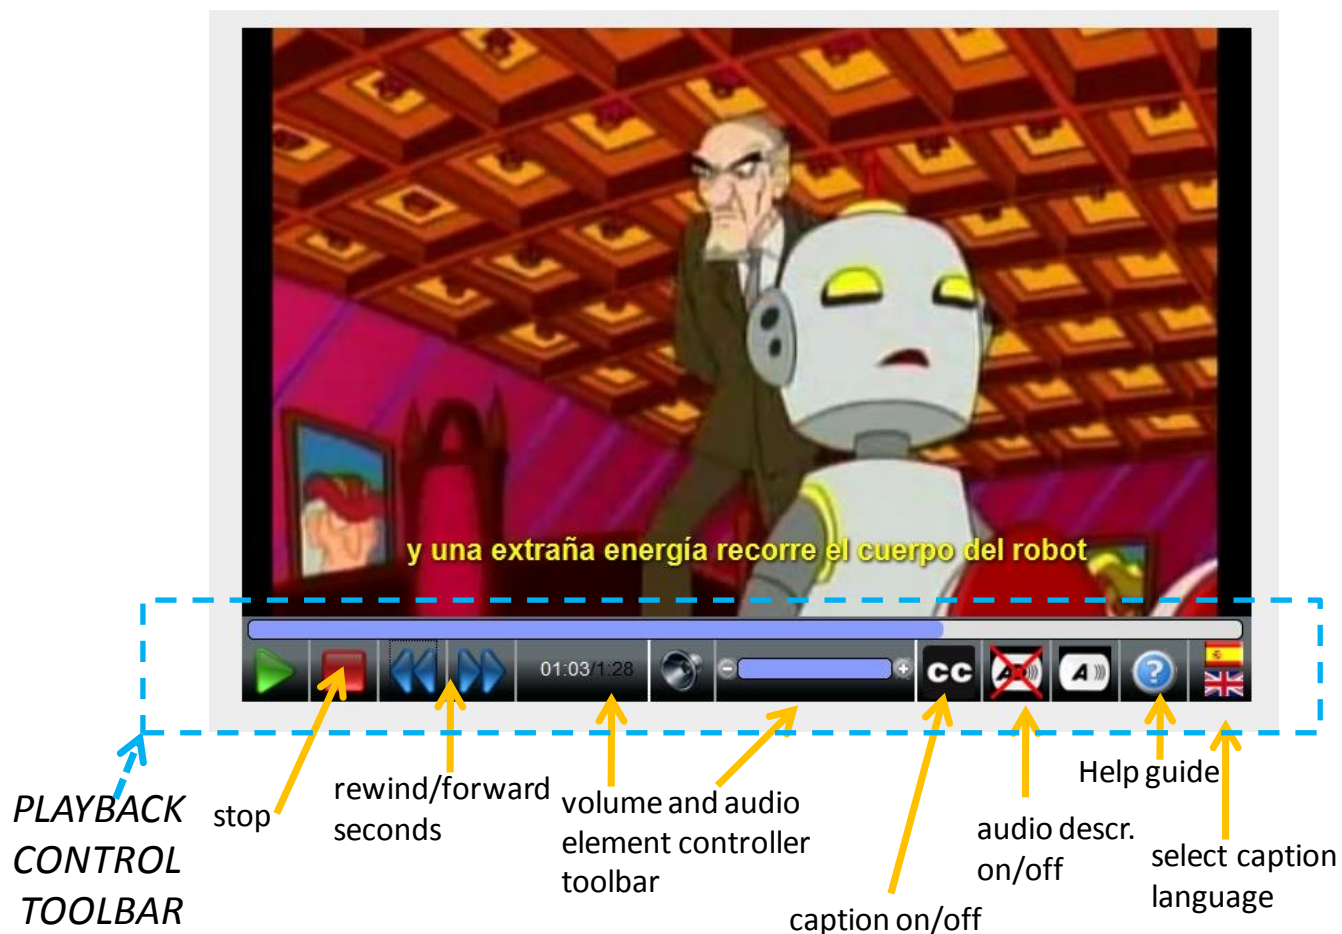 y una extraña energía recorre el cuerpo del robot
01:03/1:28
CC
A
A
?
PLAYBACK
CONTROL
TOOLBAR
stop
rewind/forward
seconds
volume and audio
element controller
toolbar
caption on/off
audio descr.
on/off
Help guide
select caption
language